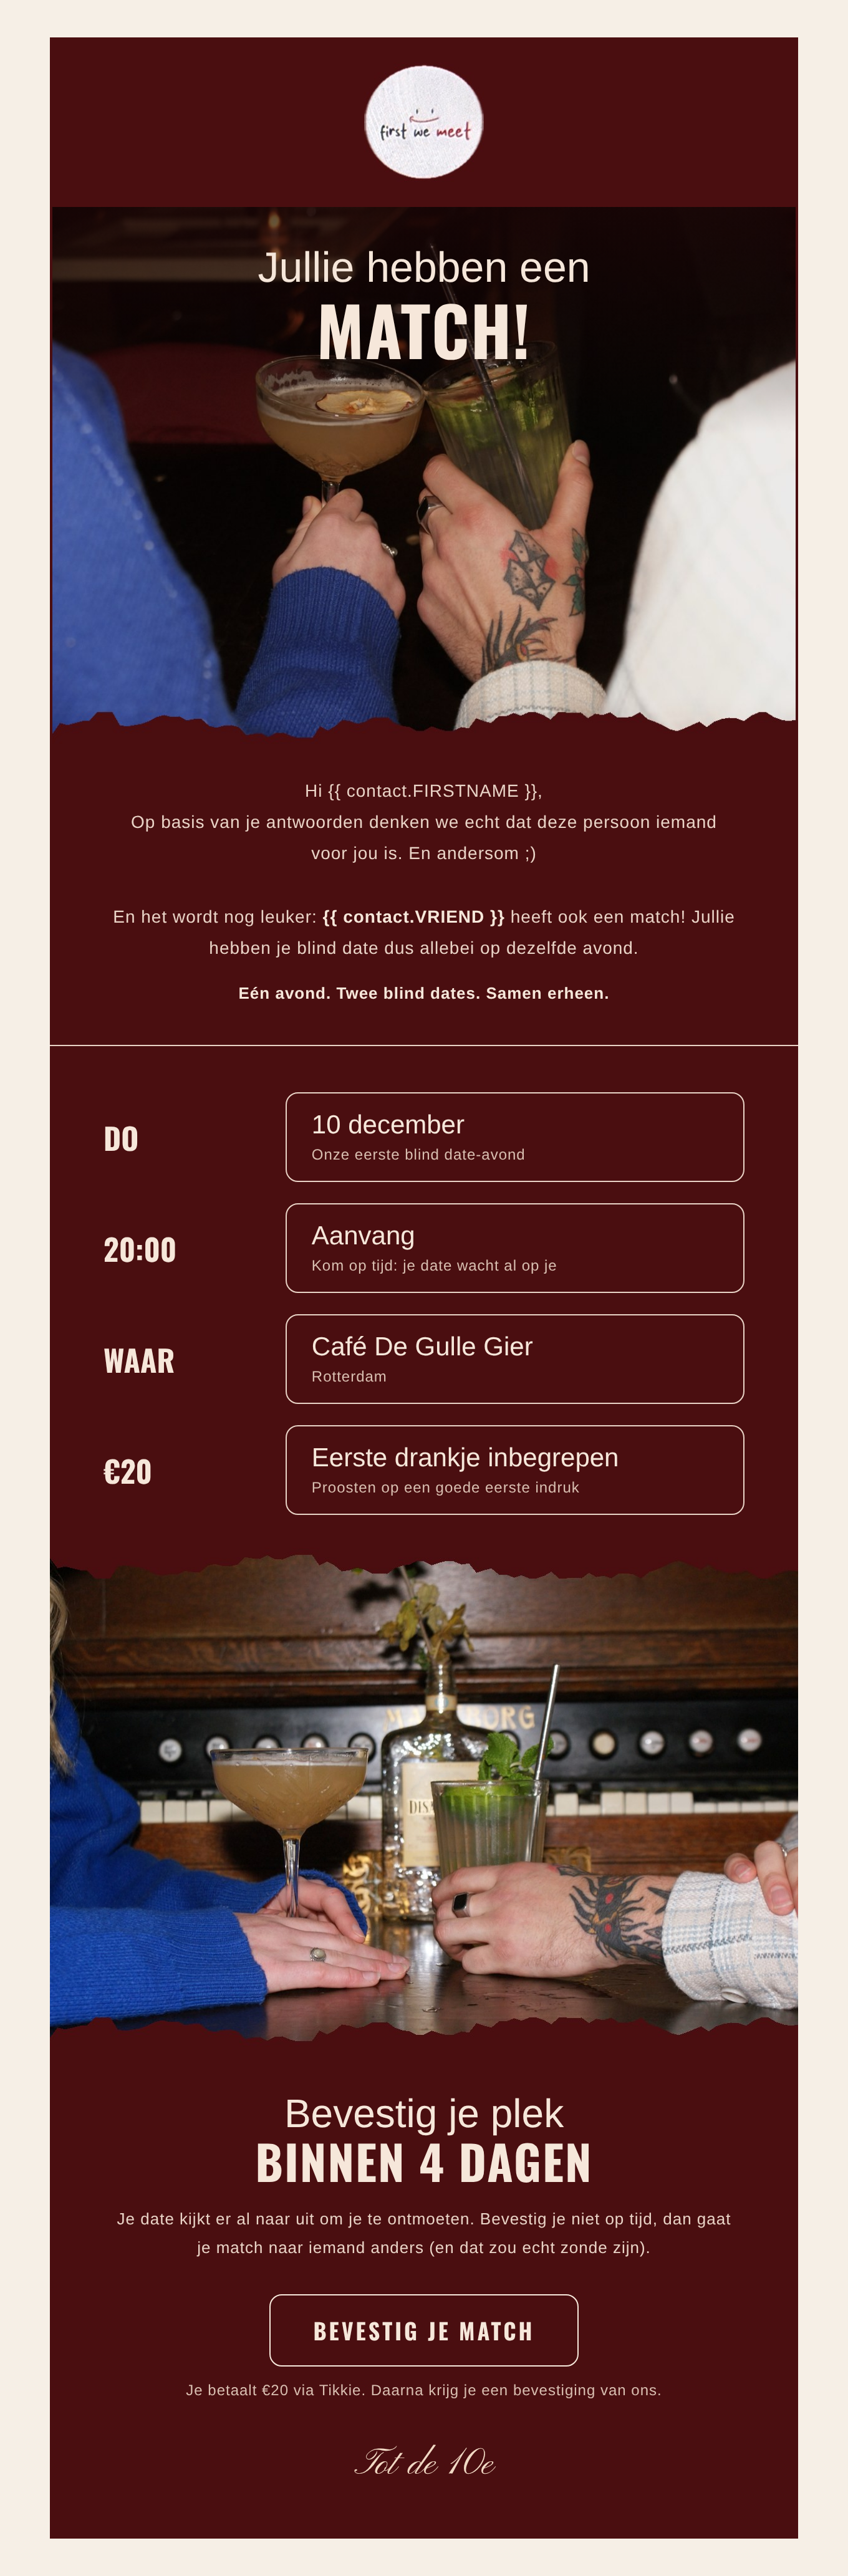 first we meet
Jullie hebben een
MATCH!
Hi {{ contact.FIRSTNAME }},
Op basis van je antwoorden denken we echt dat deze persoon iemand
voor jou is. En andersom ;)
En het wordt nog leuker: {{ contact.VRIEND }} heeft ook een match! Jullie
hebben je blind date dus allebei op dezelfde avond.
Eén avond. Twee blind dates. Samen erheen.
DO
10 december
Onze eerste blind date-avond
20:00
Aanvang
Kom op tijd: je date wacht al op je
WAAR
Café De Gulle Gier
Rotterdam
€20
Eerste drankje inbegrepen
Proosten op een goede eerste indruk
Bevestig je plek
BINNEN 4 DAGEN
Je date kijkt er al naar uit om je te ontmoeten. Bevestig je niet op tijd, dan gaat
je match naar iemand anders (en dat zou echt zonde zijn).
BEVESTIG JE MATCH
Je betaalt €20 via Tikkie. Daarna krijg je een bevestiging van ons.
Tot de 10e